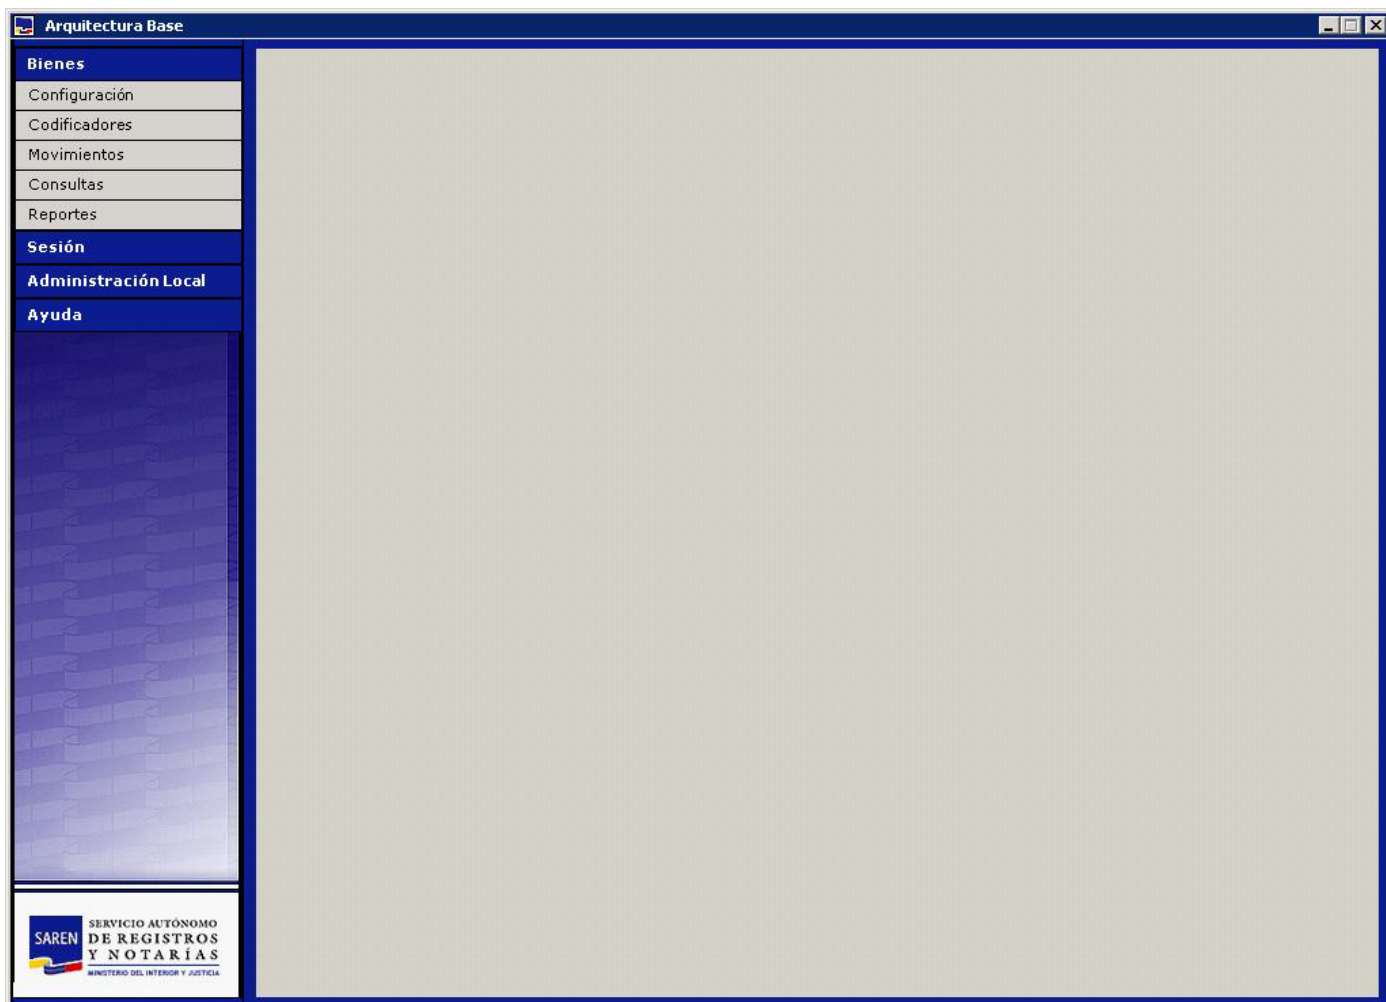 Arquitectura Base
Bienes
Configuración
Codificadores
Movimientos
Consultas
Reportes
Sesión
Administración Local
Ayuda
SAREN
SERVICIO AUTÓNOMO
DE REGISTROS
Y NOTARÍAS
MINISTERIO DEL INTERIOR Y JUSTICIA